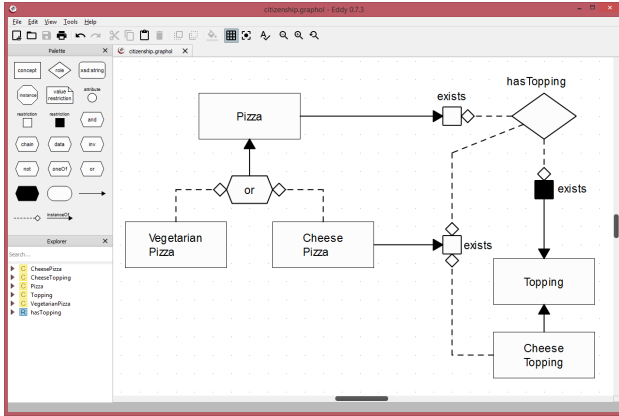 citizenship.graphol - Eddy 0.7.1
File Edit View Tools Help
Palette
citizenship.graphol
concept
role
xsd:string
instance
value
restriction
attribute
restriction
restriction
and
chain
data
inv
not
oneOf
or
instanceOf
Explorer
Search...
C CheesePizza
C CheeseTopping
C Pizza
C Topping
C VegetarianPizza
R hasTopping
hasTopping
exists
Pizza
exists
or
Vegetarian
Pizza
Cheese
Pizza
exists
Topping
Cheese
Topping